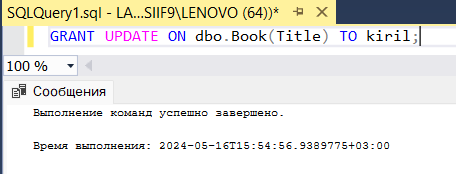 SQLQuery1.sql - LA...SIIF9\LENOVO (64))*
GRANT UPDATE ON dbo.Book(Title) TO kiril;
100 %
Сообщения
Выполнение команд успешно завершено.
Время выполнения: 2024-05-16T15:54:56.9389775+03:00